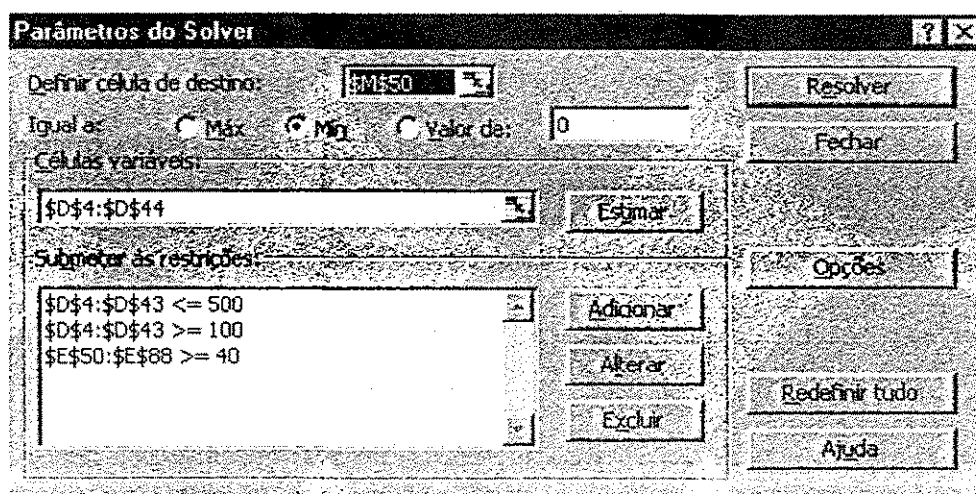 Parâmetros do Solver ? X
Definir célula de destino: $M$50 Resolver
Igual a: Máx Mín Valor de: 0 Fechar
Células variáveis:
$D$4:$D$44 Estimar
Submeter às restrições: Opções
$D$4:$D$43 <= 500 Adicionar
$D$4:$D$43 >= 100
$E$50:$E$88 >= 40 Alterar
Redefinir tudo
Excluir
Ajuda